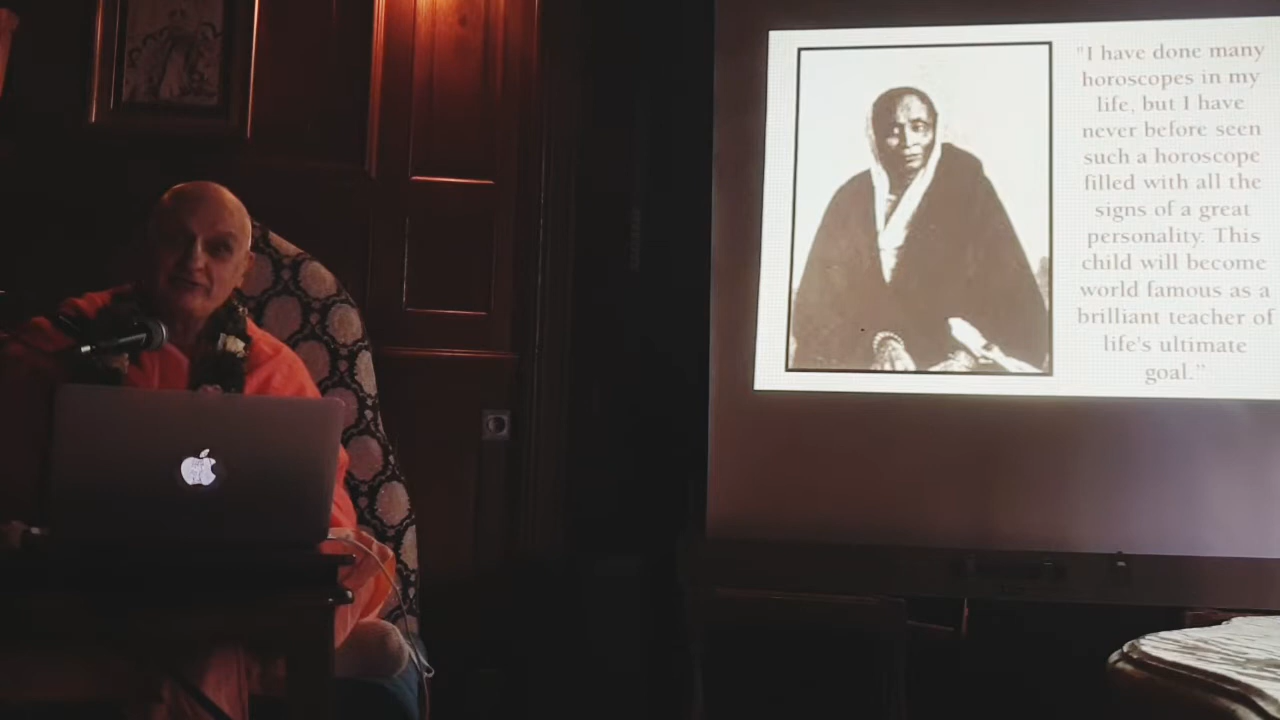 "I have done many
horoscopes in my
life, but I have
never before seen
such a horoscope
filled with all the
signs of a great
personality. This
child will become
world famous as a
brilliant teacher of
life's ultimate
goal."